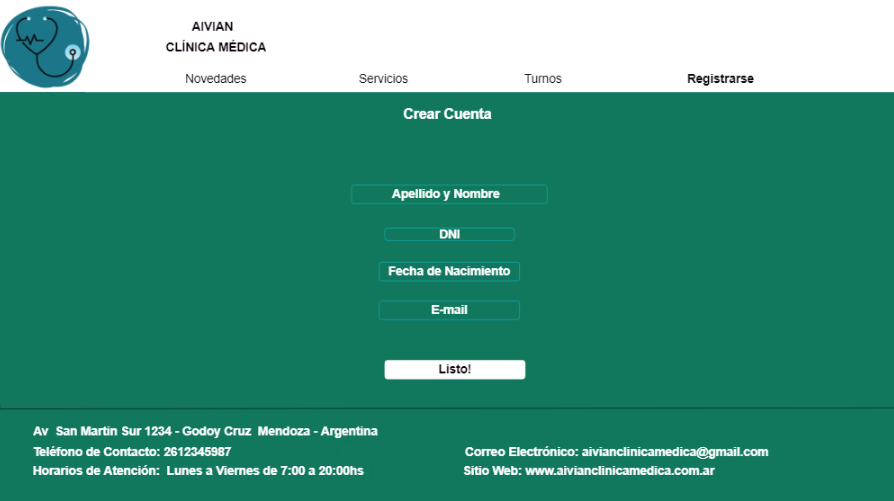 AIVIAN
CLÍNICA MÉDICA
Novedades Servicios Turnos Registrarse
Crear Cuenta
Apellido y Nombre
DNI
Fecha de Nacimiento
E-mail
Listo!
Av San Martín Sur 1234 - Godoy Cruz Mendoza - Argentina
Teléfono de Contacto: 2612345987 Correo Electrónico: aivianclinicamedica@gmail.com
Horarios de Atención: Lunes a Viernes de 7:00 a 20:00hs Sitio Web: www.aivianclinicamedica.com.ar